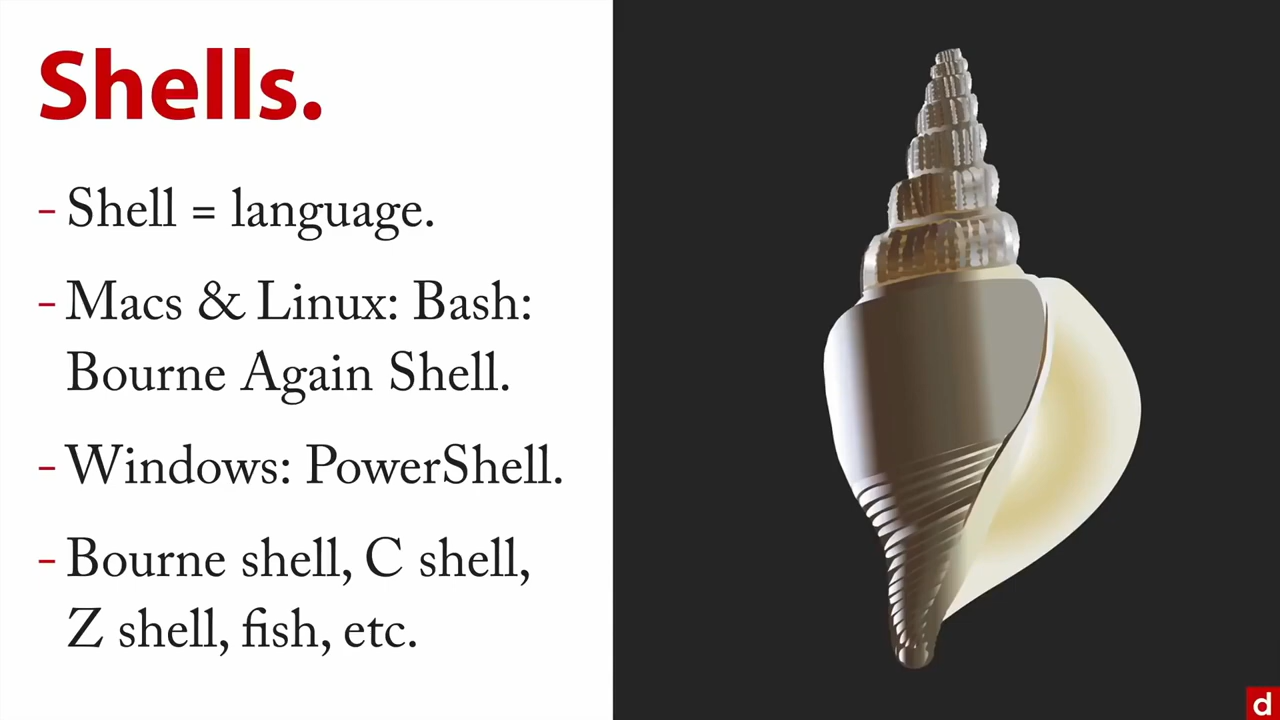 Shells.
- Shell = language.
- Macs & Linux: Bash:
Bourne Again Shell.
- Windows: PowerShell.
- Bourne shell, C shell,
Z shell, fish, etc.
d